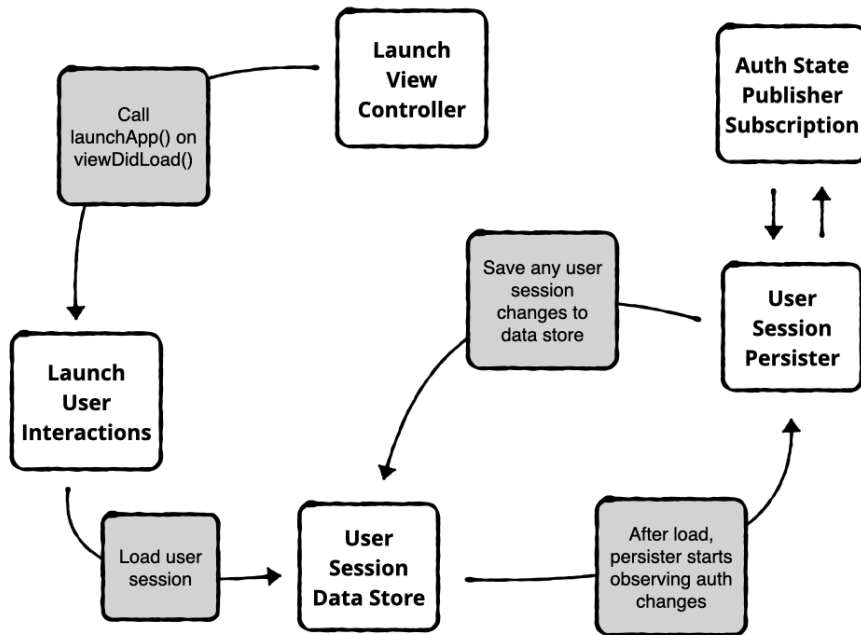 Launch
View
Controller
Auth State
Publisher
Subscription
Call
launchApp() on
viewDidLoad()
Save any user
session
changes to
data store
User
Session
Persister
Launch
User
Interactions
Load user
session
User
Session
Data Store
After load,
persister starts
observing auth
changes